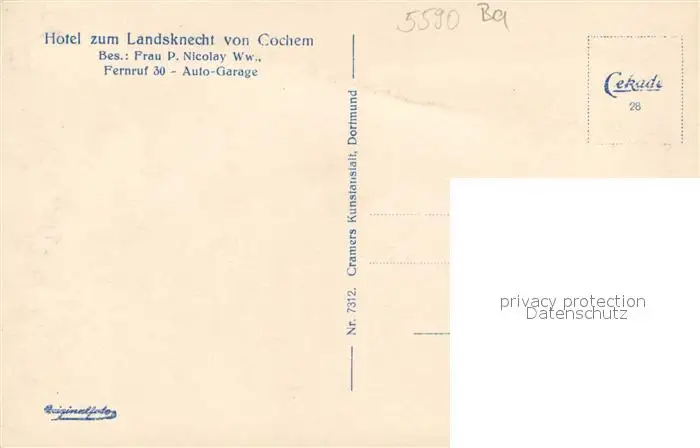 5590 Bq
Hotel zum Landsknecht von Cochem
Bes.: Frau P. Nicolay Ww.,
Fernruf 30 - Auto-Garage
Nr. 7312. Cramers Kunstanstalt, Dortmund
Cekade
28
privacy protection
Datenschutz
Originalfoto